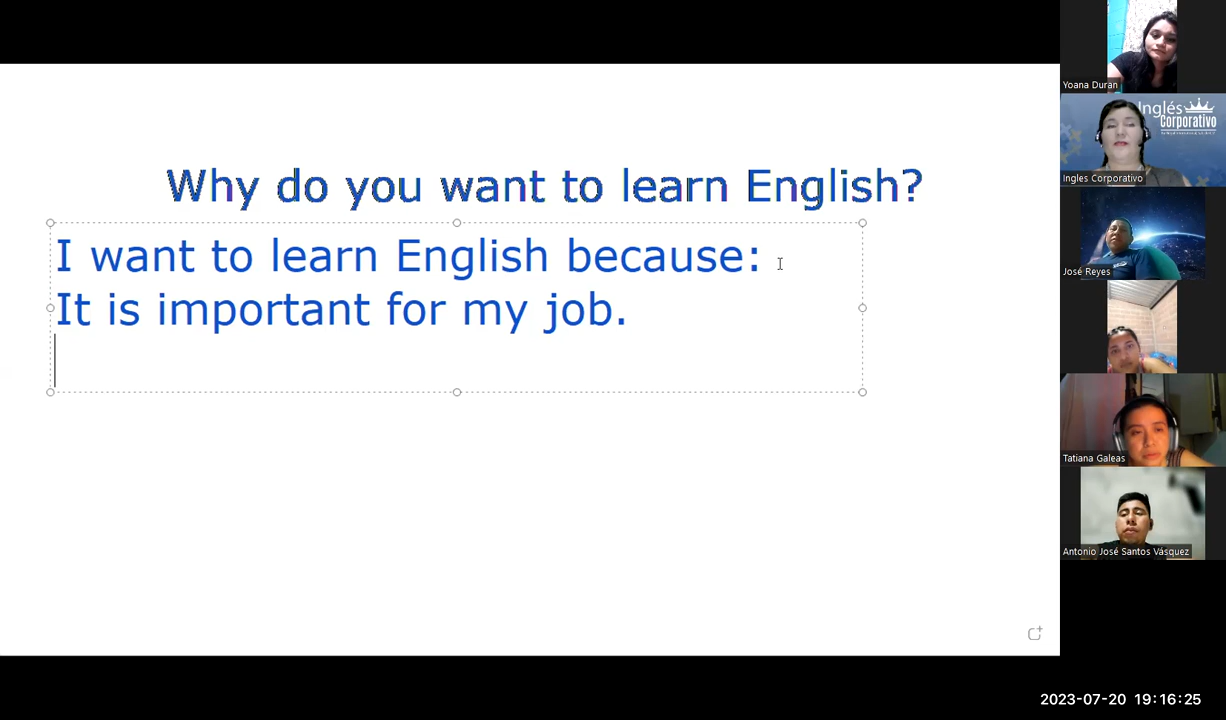 Why do you want to learn English?
I want to learn English because:
It is important for my job.
Yoana Duran
Inglés
Corporativo
Ingles Corporativo
José Reyes
Tatiana Galeas
Antonio José Santos Vásquez
2023-07-20 19:16:25